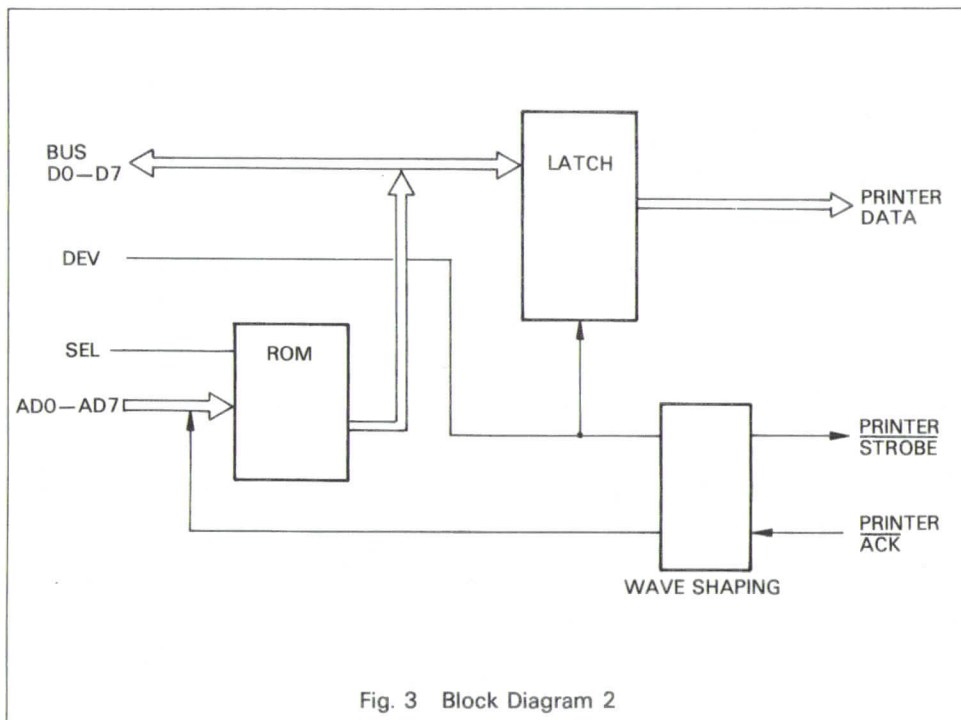 BUS
D0—D7
LATCH
PRINTER
DATA
DEV
SEL
ROM
AD0—AD7
PRINTER
STROBE
PRINTER
ACK
WAVE SHAPING
Fig. 3 Block Diagram 2